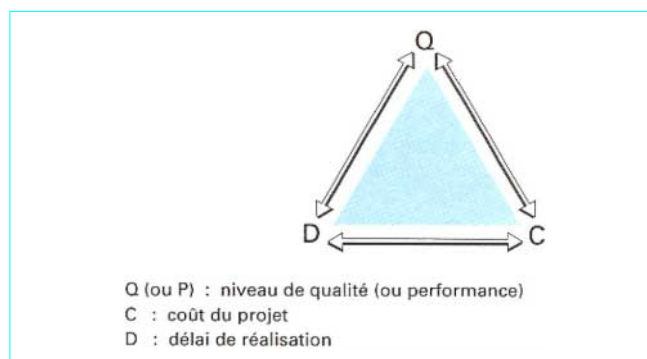 Q
D C
Q (ou P) : niveau de qualité (ou performance)
C : coût du projet
D : délai de réalisation